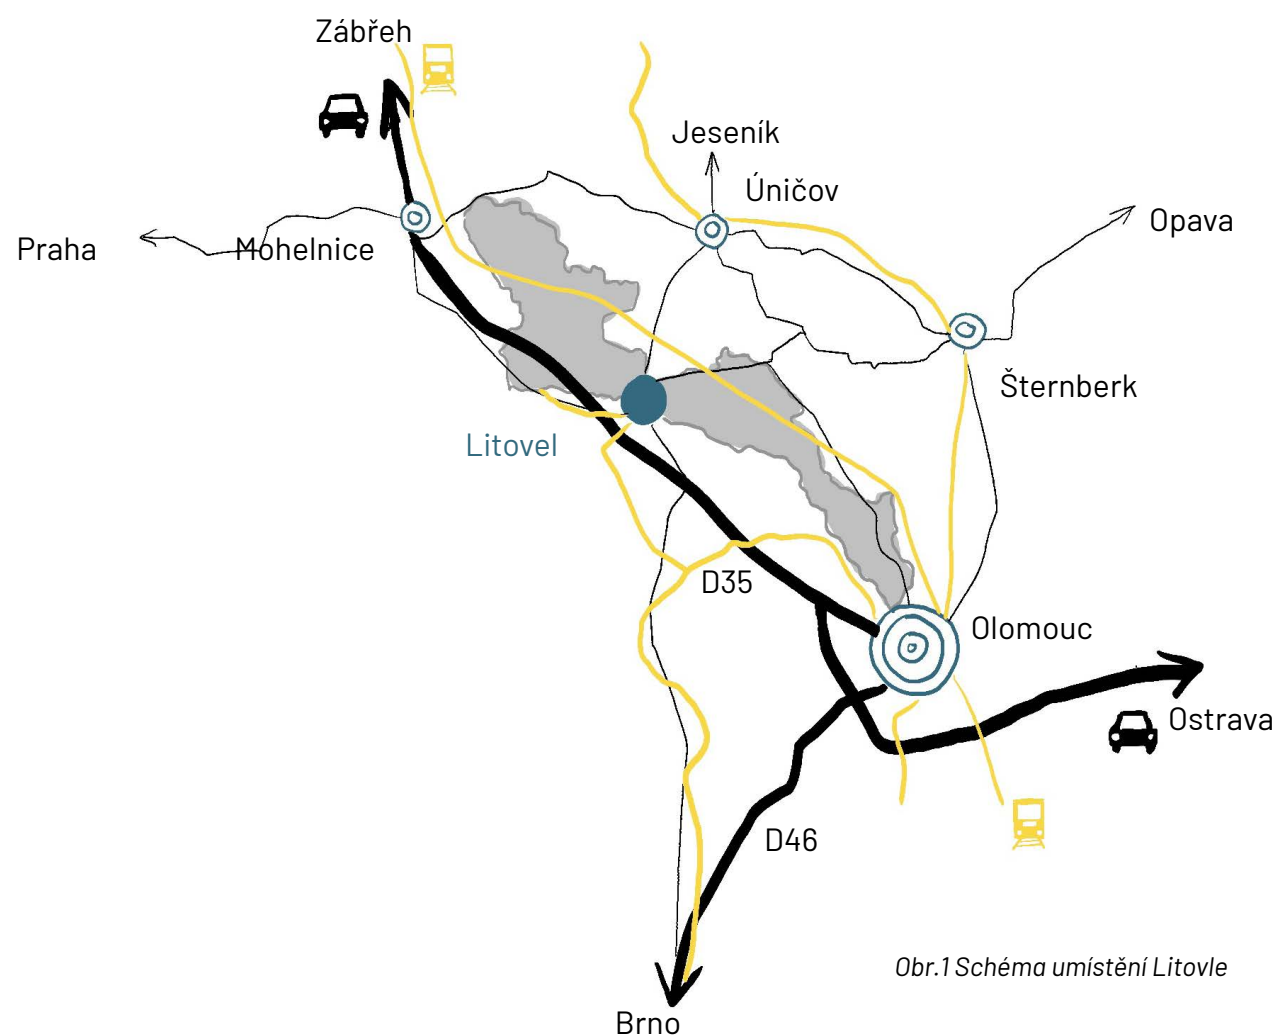 Zábřeh
Jeseník
Úničov
Opava
Praha
Mohelnice
Šternberk
Litovel
D35
Olomouc
Ostrava
D46
Obr.1 Schéma umístění Litovle
Brno